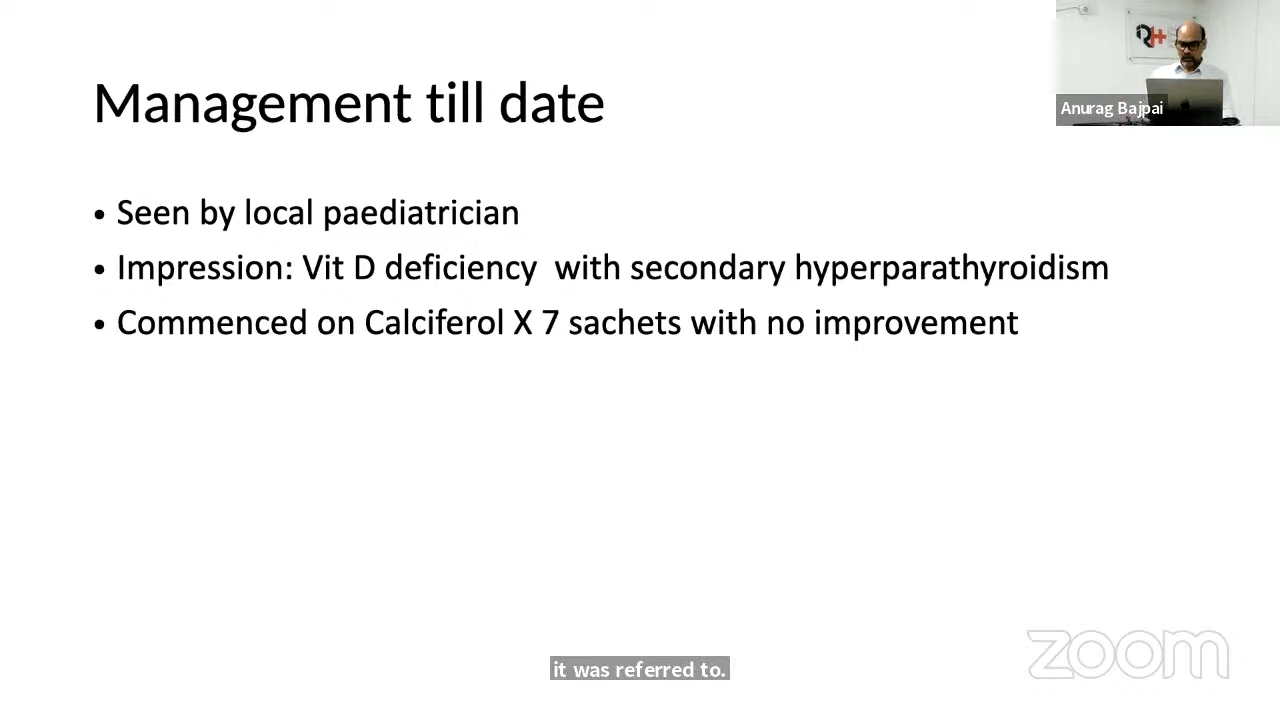 Management till date
Anurag Bajpai
• Seen by local paediatrician
• Impression: Vit D deficiency with secondary hyperparathyroidism
• Commenced on Calciferol X 7 sachets with no improvement
it was referred to.
zoom